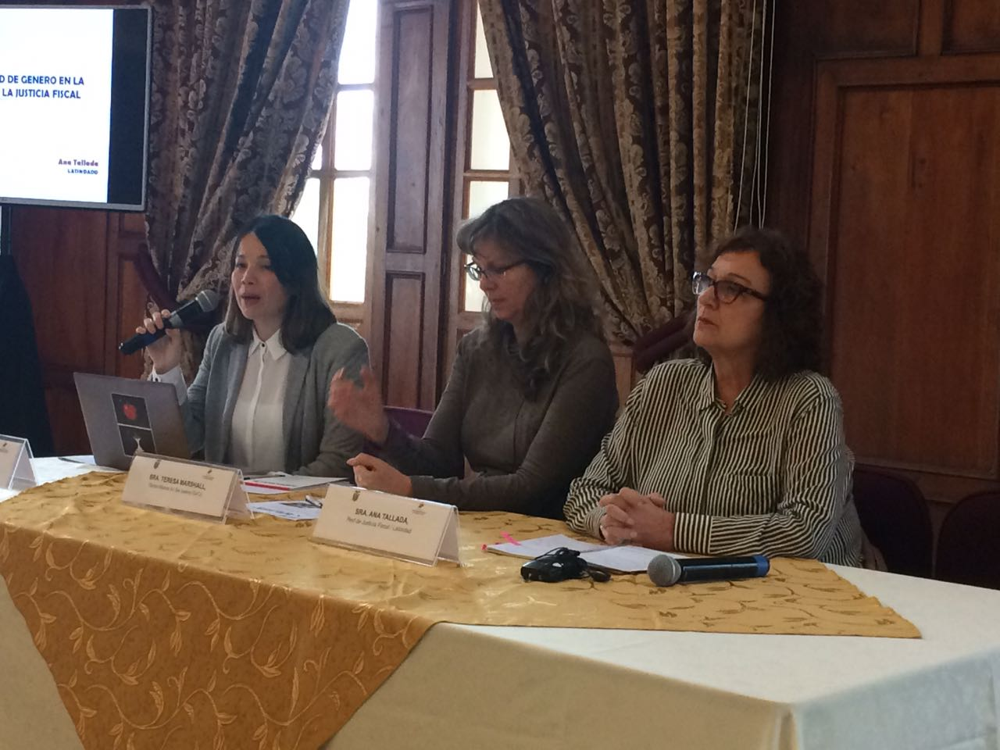 D DE GENERO EN LA
LA JUSTICIA FISCAL
Ana Tallada
LATINDADD
SRA. TERESA MARSHALL,
SRA. ANA TALLADA,
Red de Justicia Fiscal - Latindad